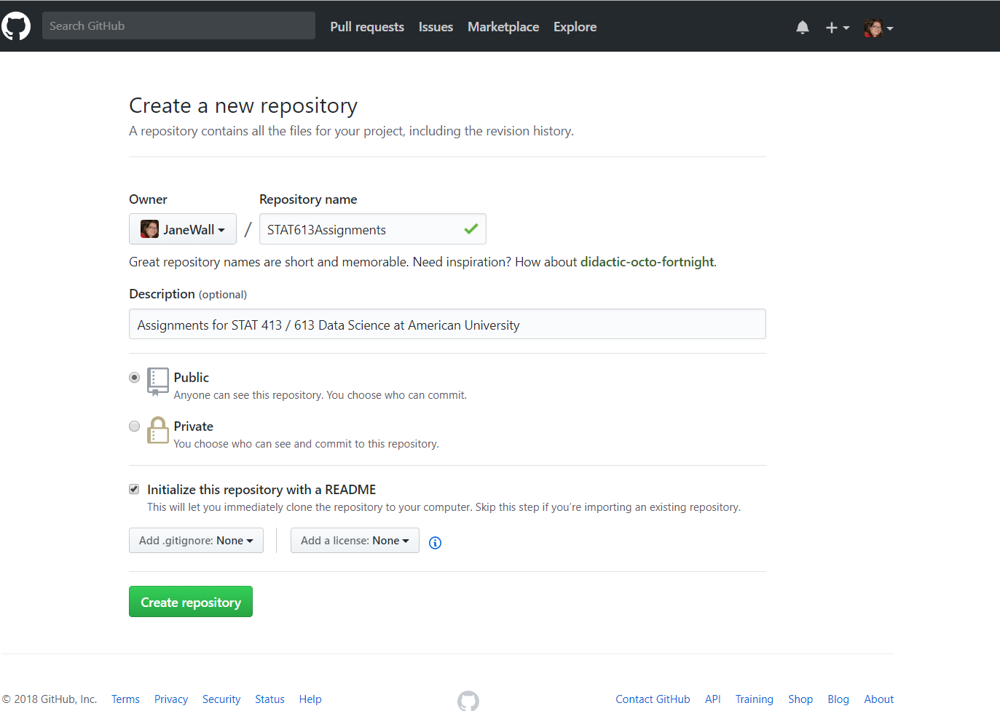 Search GitHub Pull requests Issues Marketplace Explore
Create a new repository
A repository contains all the files for your project, including the revision history.
Owner Repository name
JaneWall / STAT613Assignments
Great repository names are short and memorable. Need inspiration? How about didactic-octo-fortnight.
Description (optional)
Assignments for STAT 413 / 613 Data Science at American University
Public
Anyone can see this repository. You choose who can commit.
Private
You choose who can see and commit to this repository.
Initialize this repository with a README
This will let you immediately clone the repository to your computer. Skip this step if you’re importing an existing repository.
Add .gitignore: None Add a license: None
Create repository
© 2018 GitHub, Inc. Terms Privacy Security Status Help Contact GitHub API Training Shop Blog About